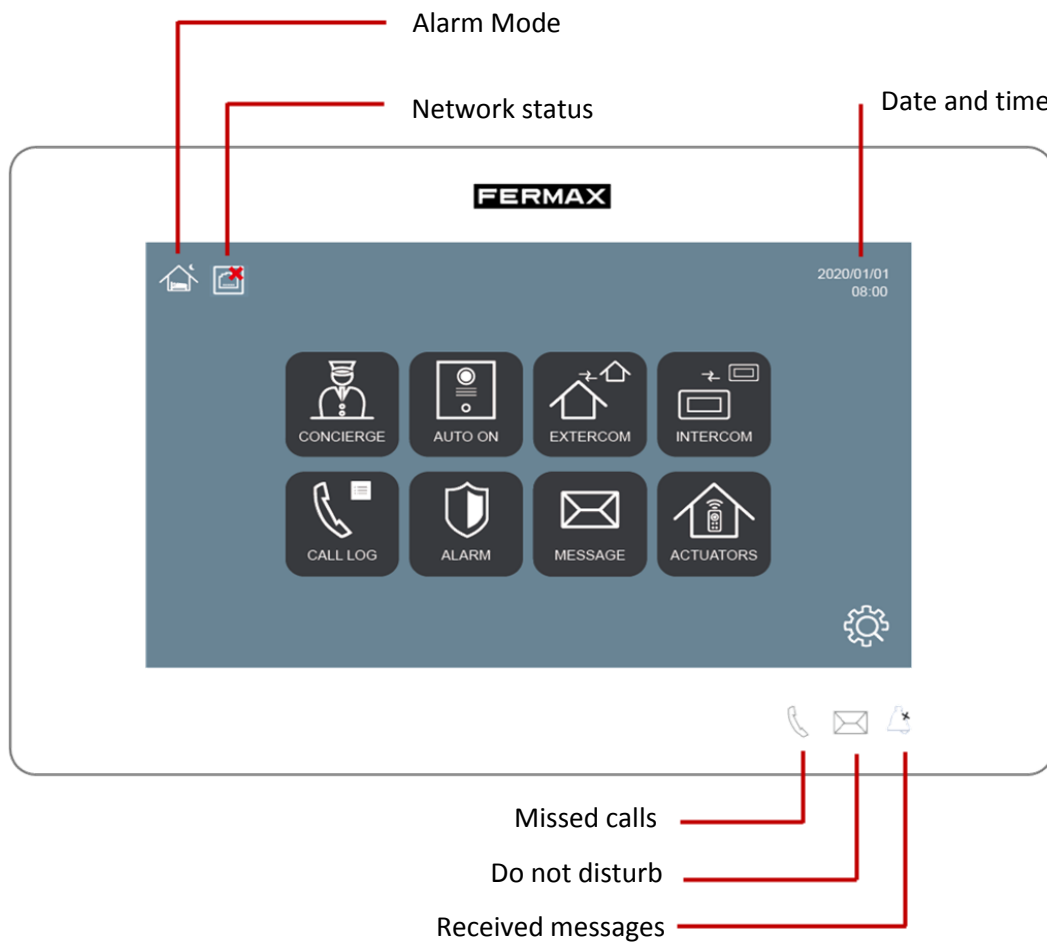 Alarm Mode
Network status
Date and time
FERMAX
2020/01/01
08:00
CONCIERGE
AUTO ON
EXTERCOM
INTERCOM
CALL LOG
ALARM
MESSAGE
ACTUATORS
Missed calls
Do not disturb
Received messages